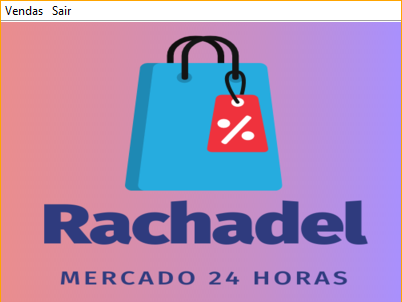 Vendas Sair
%
Rachadel
MERCADO 24 HORAS